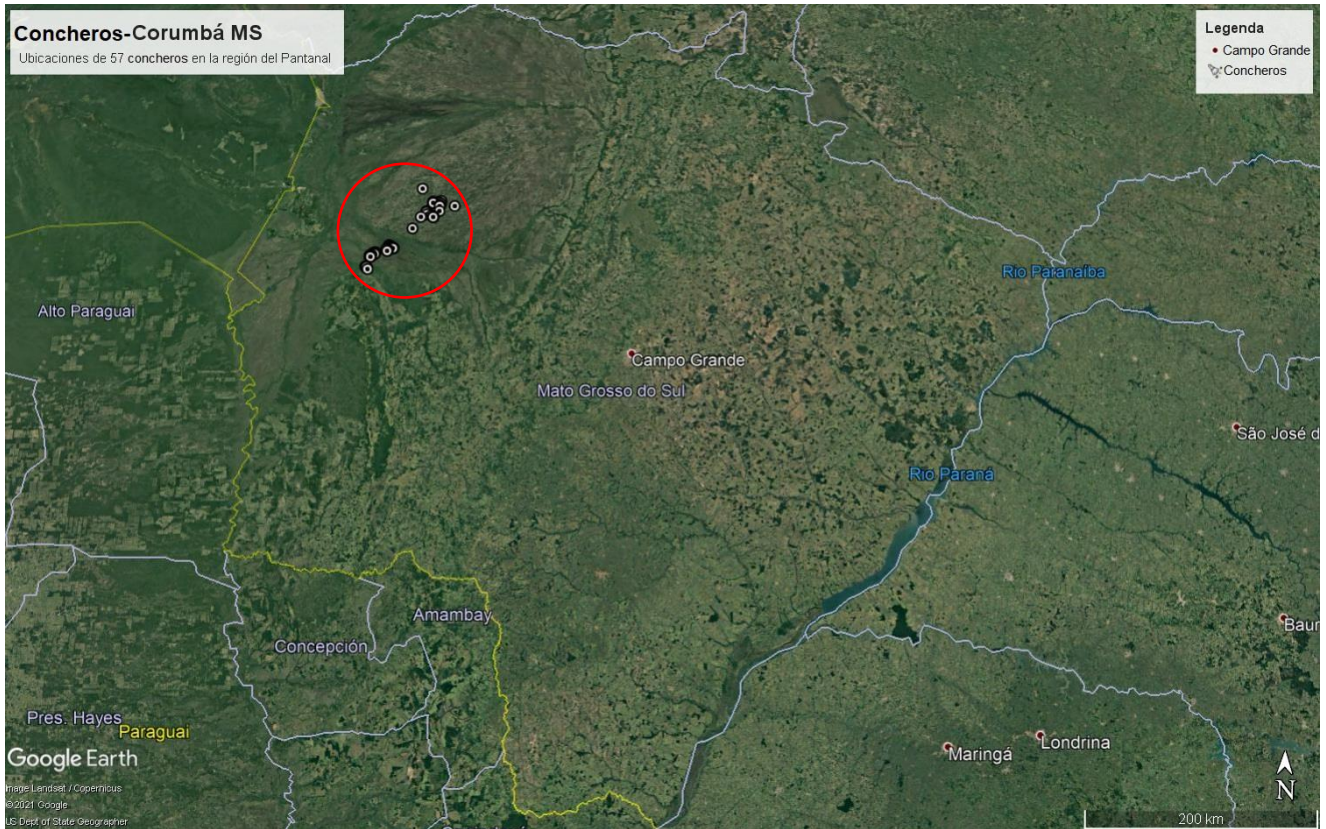 Concheros-Corumbá MS
Ubicaciones de 57 concheros en la región del Pantanal
Legenda
Campo Grande
Concheros
Rio Paranaíba
Alto Paraguai
Campo Grande
Mato Grosso do Sul
São José d
Rio Paraná
Amambay
Baur
Concepción
Pres. Hayes
Paraguai
Londrina
Maringá
Google Earth
N
Image Landsat / Copernicus
©2021 Google
US Dept of State Geographer
200 km